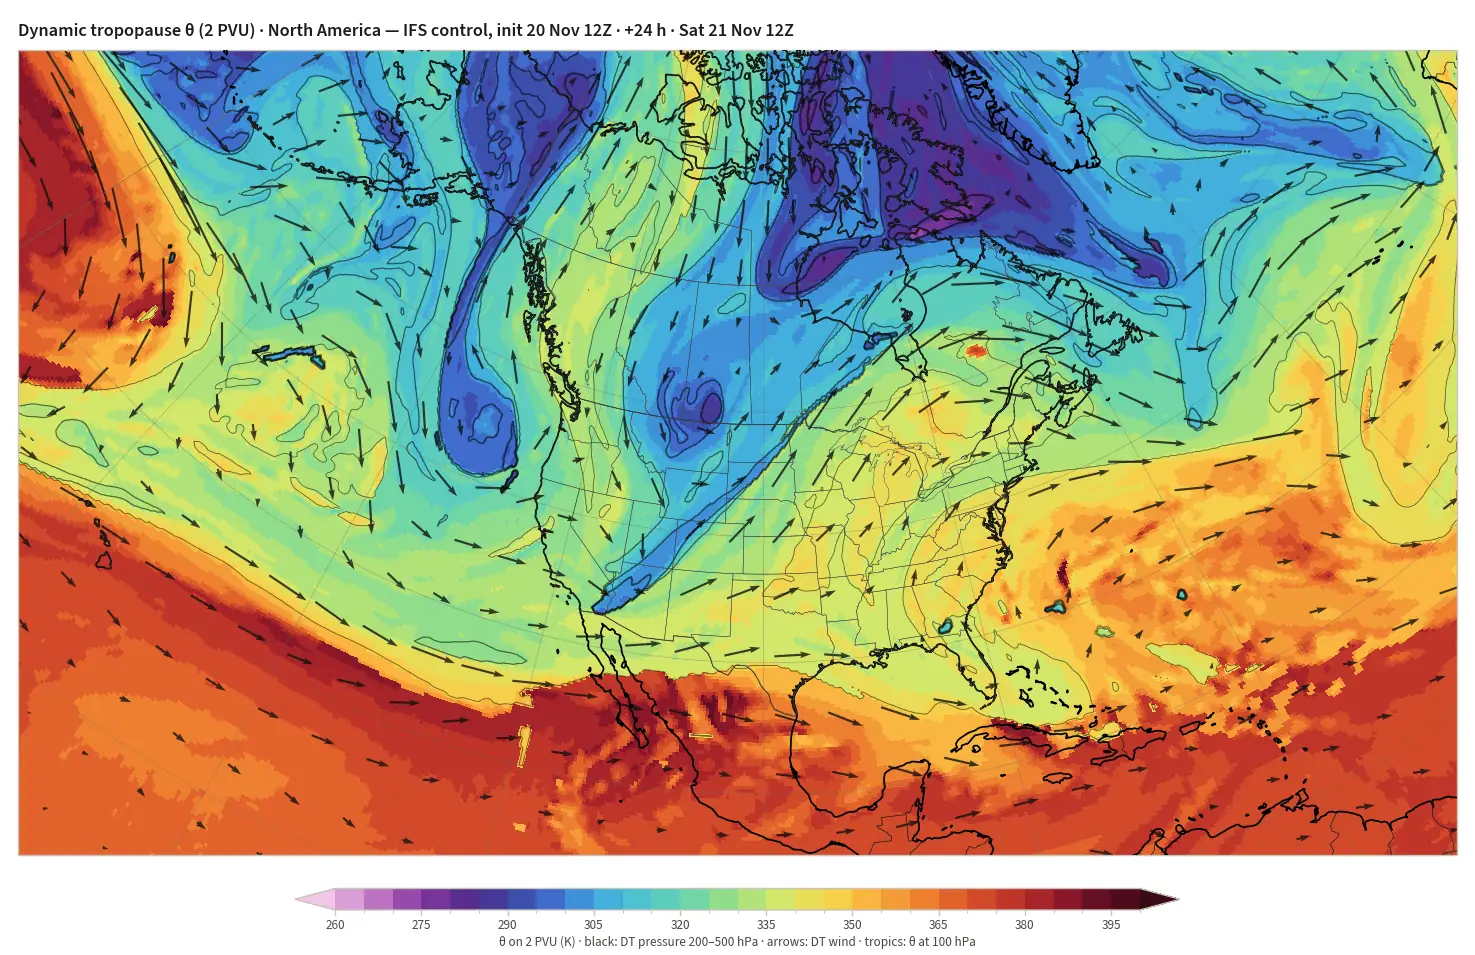 Dynamic tropopause θ (2 PVU) · North America — IFS control, init 20 Nov 12Z · +24 h · Sat 21 Nov 12Z
260 275 290 305 320 335 350 365 380 395
θ on 2 PVU (K) · black: DT pressure 200–500 hPa · arrows: DT wind · tropics: θ at 100 hPa